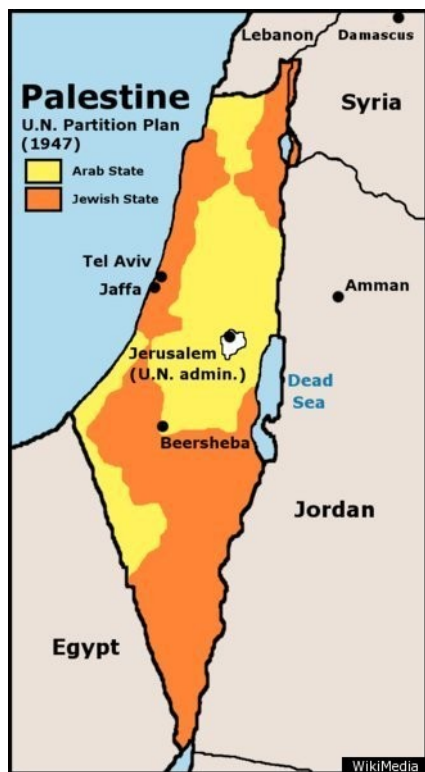 Lebanon
Damascus
Palestine
U.N. Partition Plan
(1947)
Arab State
Jewish State
Syria
Tel Aviv
Jaffa
Amman
Jerusalem
(U.N. admin.)
Dead
Sea
Beersheba
Jordan
Egypt
WikiMedia